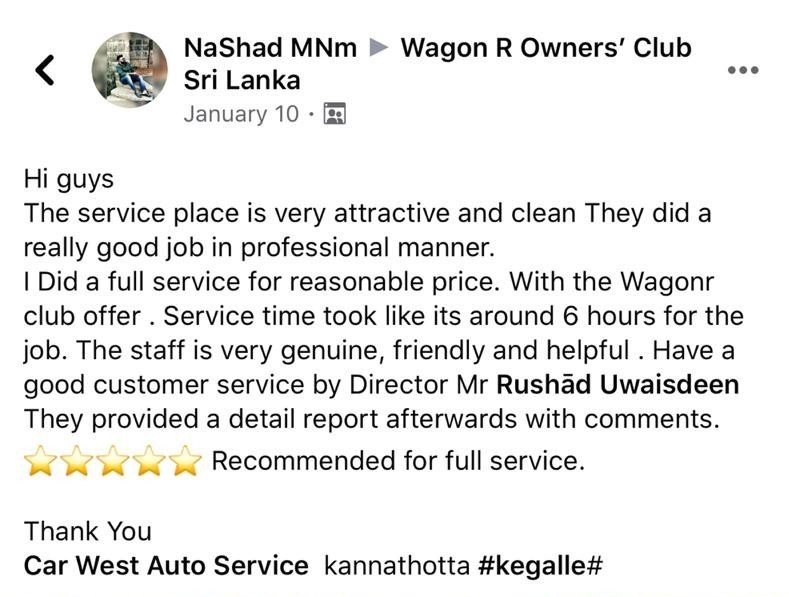 NaShad MNm ▶ Wagon R Owners’ Club
Sri Lanka
January 10 ·
Hi guys
The service place is very attractive and clean They did a
really good job in professional manner.
I Did a full service for reasonable price. With the Wagonr
club offer . Service time took like its around 6 hours for the
job. The staff is very genuine, friendly and helpful . Have a
good customer service by Director Mr Rushād Uwaisdeen
They provided a detail report afterwards with comments.
⭐⭐⭐⭐⭐ Recommended for full service.
Thank You
Car West Auto Service kannathotta #kegalle#